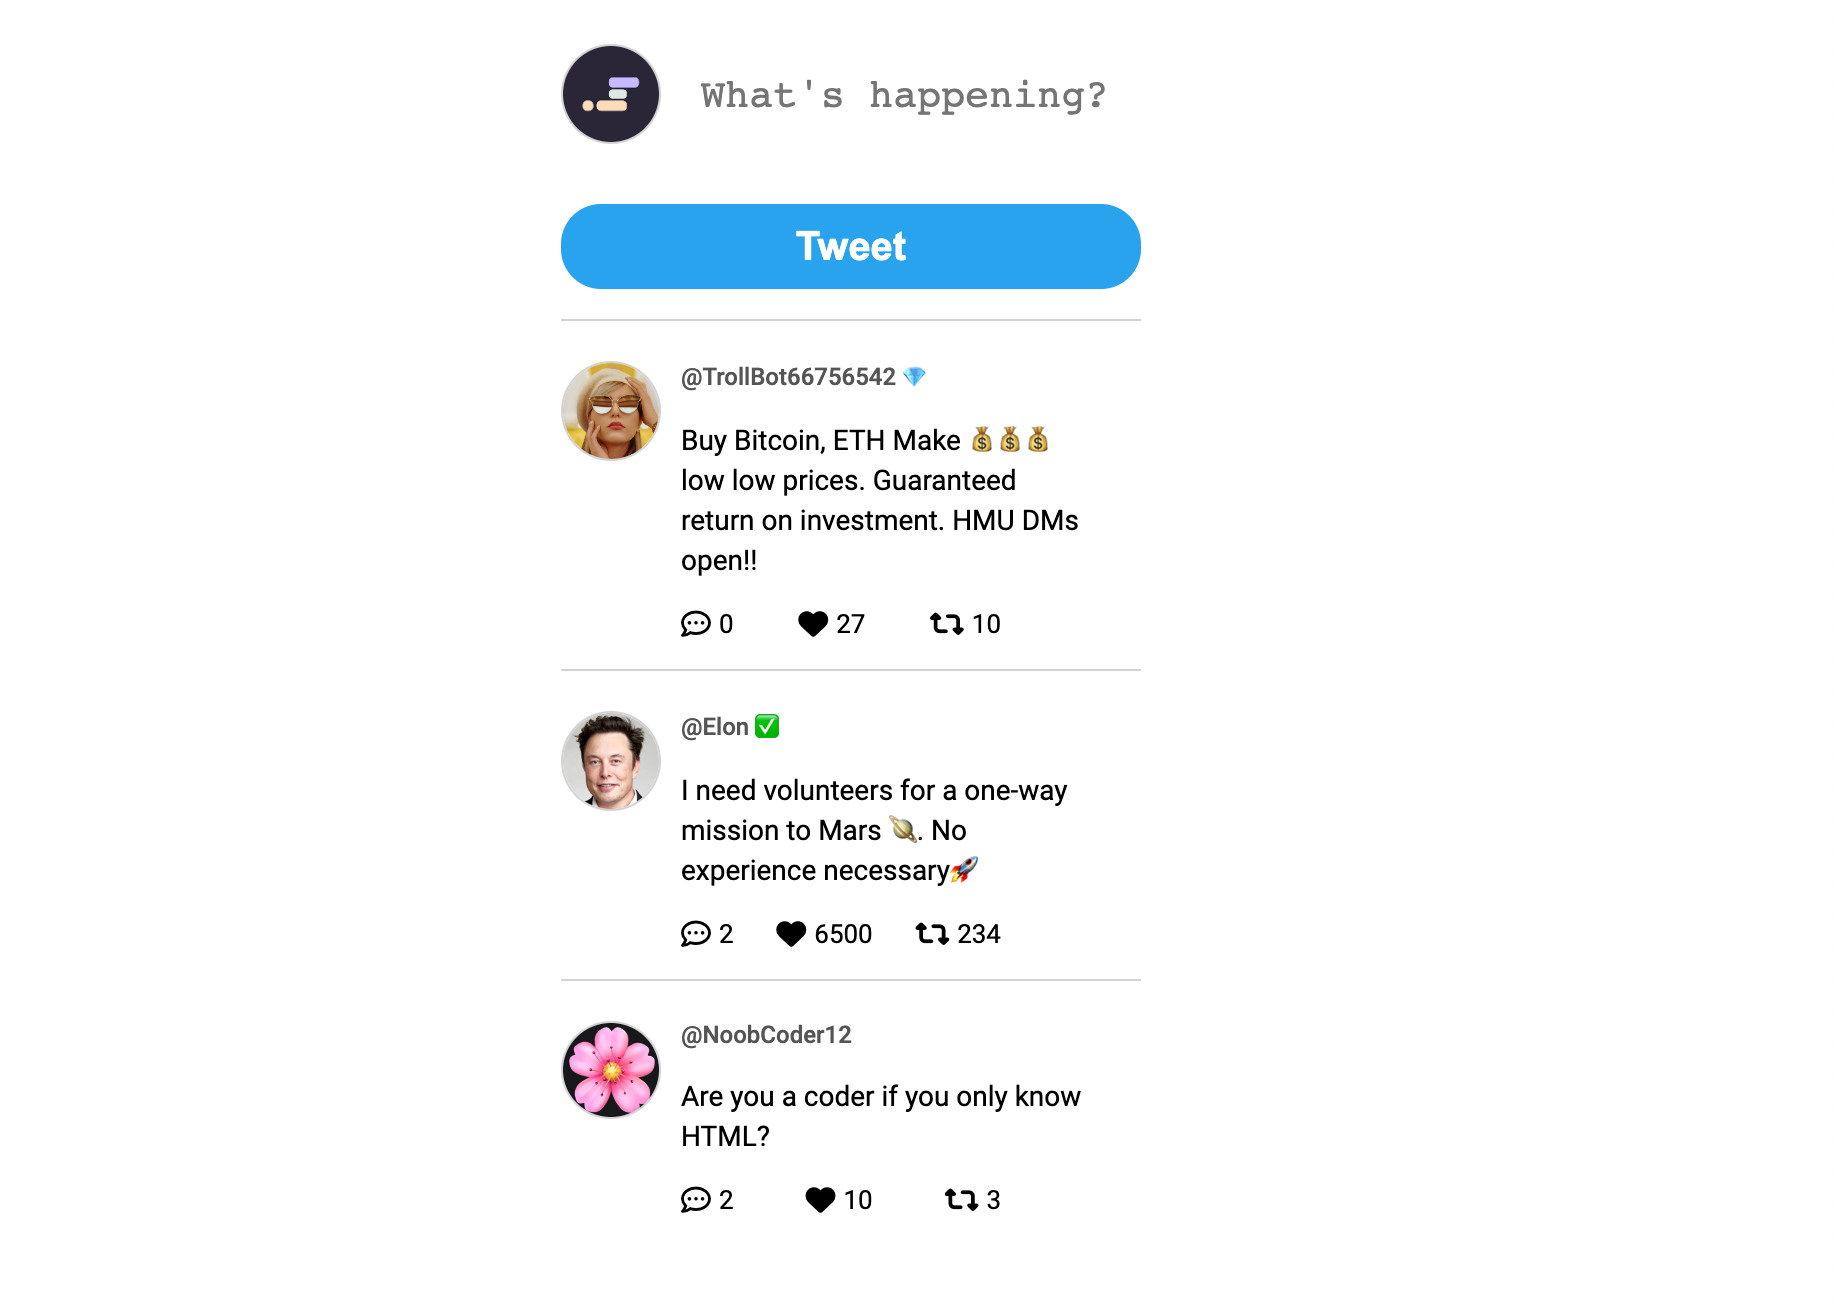 What's happening?
Tweet
@TrollBot66756542 💎
Buy Bitcoin, ETH Make 💰💰💰
low low prices. Guaranteed
return on investment. HMU DMs
open!!
0 27 10
@Elon ✅
I need volunteers for a one-way
mission to Mars 🪐. No
experience necessary🚀
2 6500 234
@NoobCoder12
Are you a coder if you only know
HTML?
2 10 3